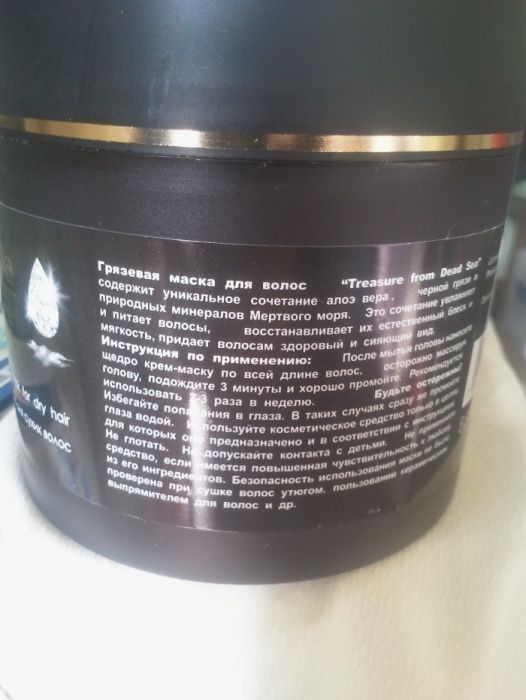 Грязевая маска для волос “Treasure from Dead Sea”
содержит уникальное сочетание алоэ вера, черной грязи и
природных минералов Мертвого моря. Это сочетание увлажняет
и питает волосы, восстанавливает их естественный блеск и
мягкость, придает волосам здоровый и сияющий вид.
Инструкция по применению: После мытья головы нанесите
щедро крем-маску по всей длине волос, осторожно массируя
голову, подождите 3 минуты и хорошо промойте. Рекомендуется
использовать 2-3 раза в неделю. Будьте осторожны!
Избегайте попадания в глаза. В таких случаях сразу же промойте
глаза водой. Используйте косметическое средство только в целях,
для которых оно предназначено и в соответствии с инструкцией.
Не глотать. Не допускайте контакта с детьми. Не применяйте
средство, если имеется повышенная чувствительность к любому
из его ингредиентов. Безопасность использования маски не была
проверена при сушке волос утюгом, пользовании керамическим
выпрямителем для волос и др.
for dry hair
сухих волос